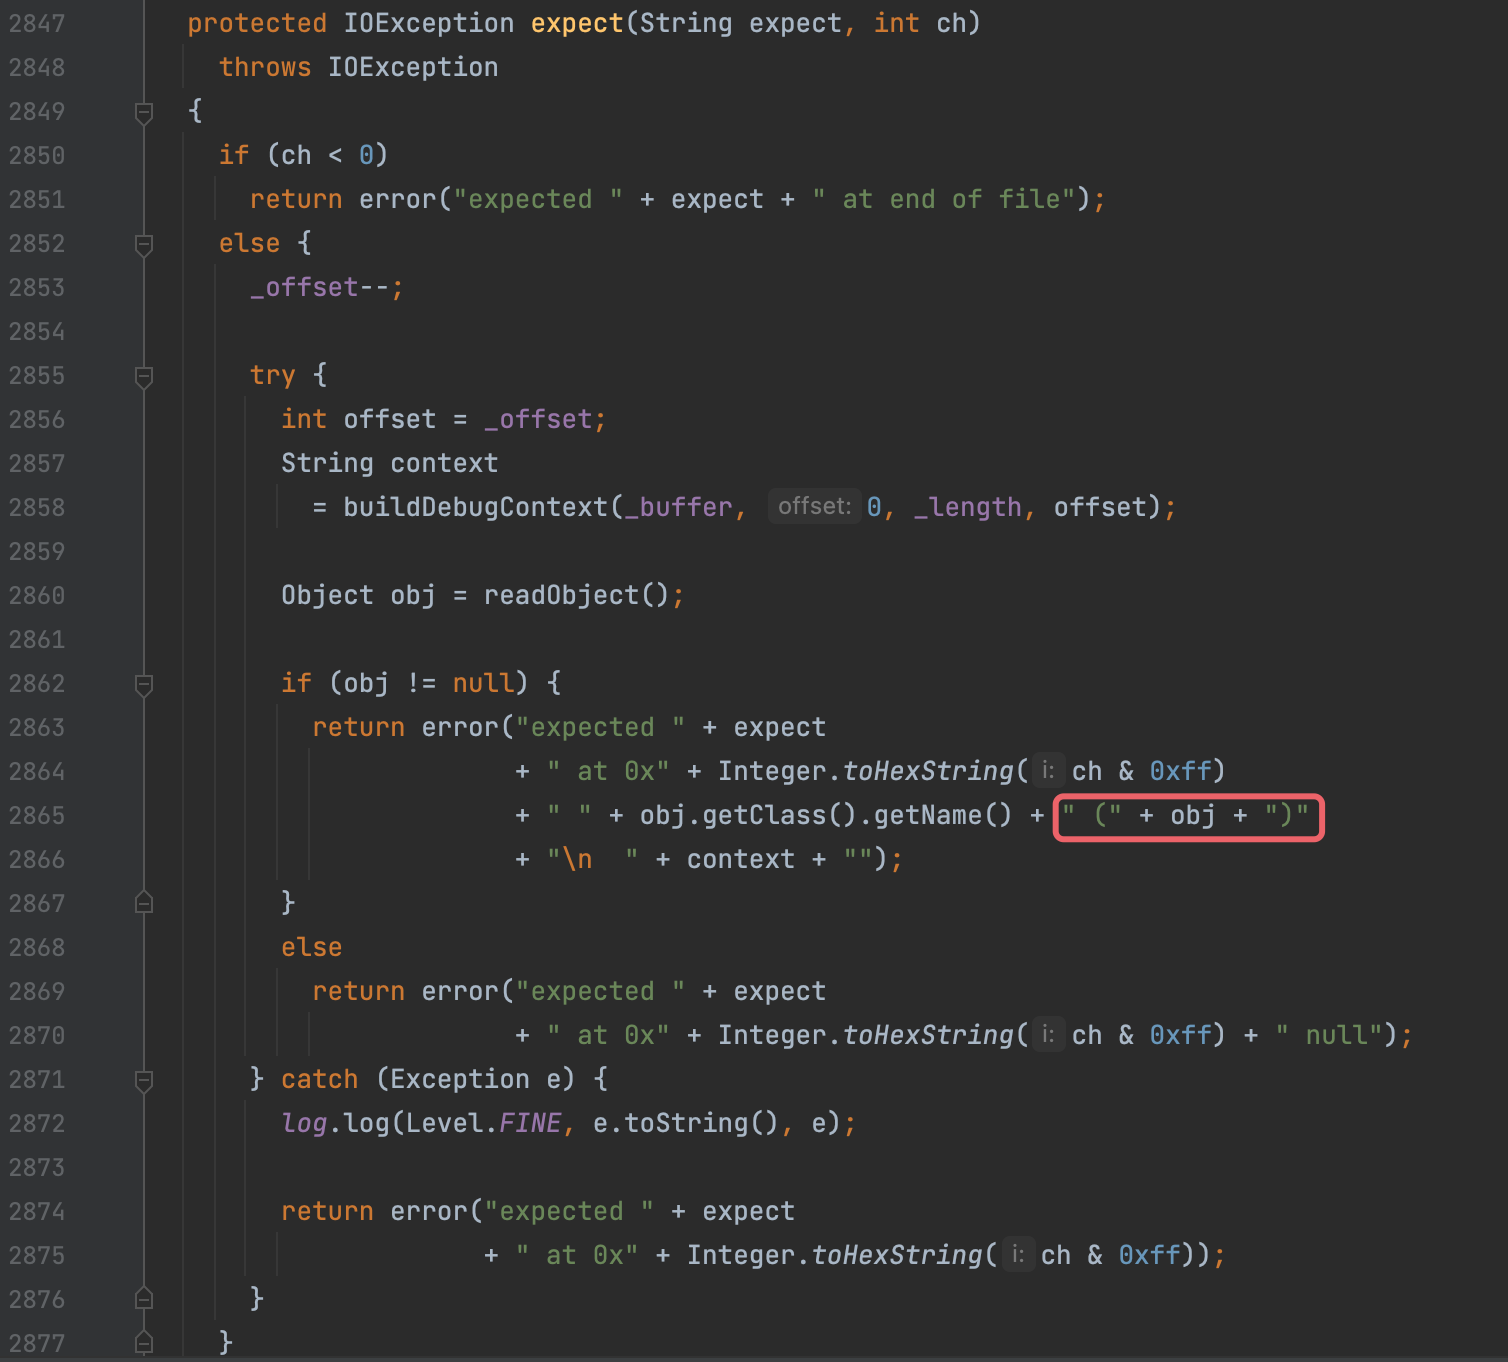 2847 protected IOException expect(String expect, int ch)
2848 throws IOException
2849 {
2850 if (ch < 0)
2851 return error("expected " + expect + " at end of file");
2852 else {
2853 _offset--;
2854
2855 try {
2856 int offset = _offset;
2857 String context
2858 = buildDebugContext(_buffer, offset: 0, _length, offset);
2859
2860 Object obj = readObject();
2861
2862 if (obj != null) {
2863 return error("expected " + expect
2864 + " at 0x" + Integer.toHexString( i: ch & 0xff)
2865 + " " + obj.getClass().getName() + " (" + obj + ")"
2866 + "\n  " + context + "");
2867 }
2868 else
2869 return error("expected " + expect
2870 + " at 0x" + Integer.toHexString( i: ch & 0xff) + " null");
2871 } catch (Exception e) {
2872 log.log(Level.FINE, e.toString(), e);
2873
2874 return error("expected " + expect
2875 + " at 0x" + Integer.toHexString( i: ch & 0xff));
2876 }
2877 }